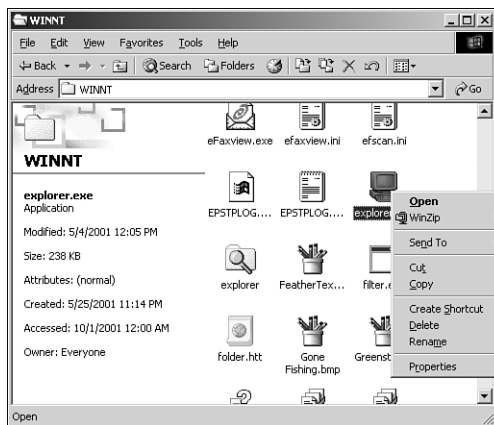 WINNT
File Edit View Favorites Tools Help
Back Search Folders
Address WINNT Go
WINNT
explorer.exe
Application
Modified: 5/4/2001 12:05 PM
Size: 238 KB
Attributes: (normal)
Created: 5/25/2001 11:14 PM
Accessed: 10/1/2001 12:00 AM
Owner: Everyone
eFaxview.exe efaxview.ini efscan.ini
EPSTPLOG.... EPSTPLOG.... explore
explorer FeatherTex... filter.e
folder.htt Gone Fishing.bmp Greenst
Open
WinZip
Send To
Cut
Copy
Create Shortcut
Delete
Rename
Properties
Open